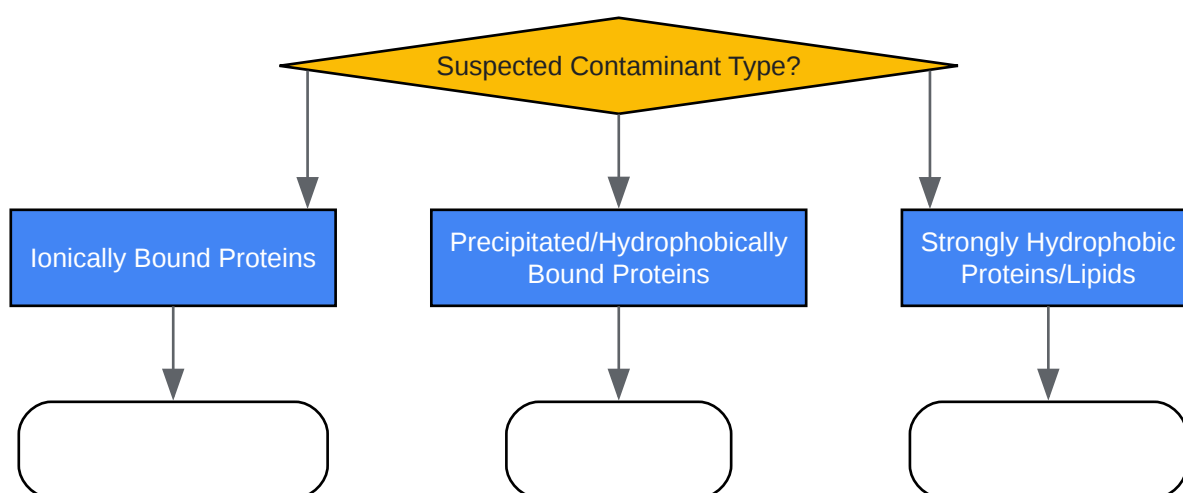 Suspected Contaminant Type?
Ionically Bound Proteins
Precipitated/Hydrophobically
Bound Proteins
Strongly Hydrophobic
Proteins/Lipids